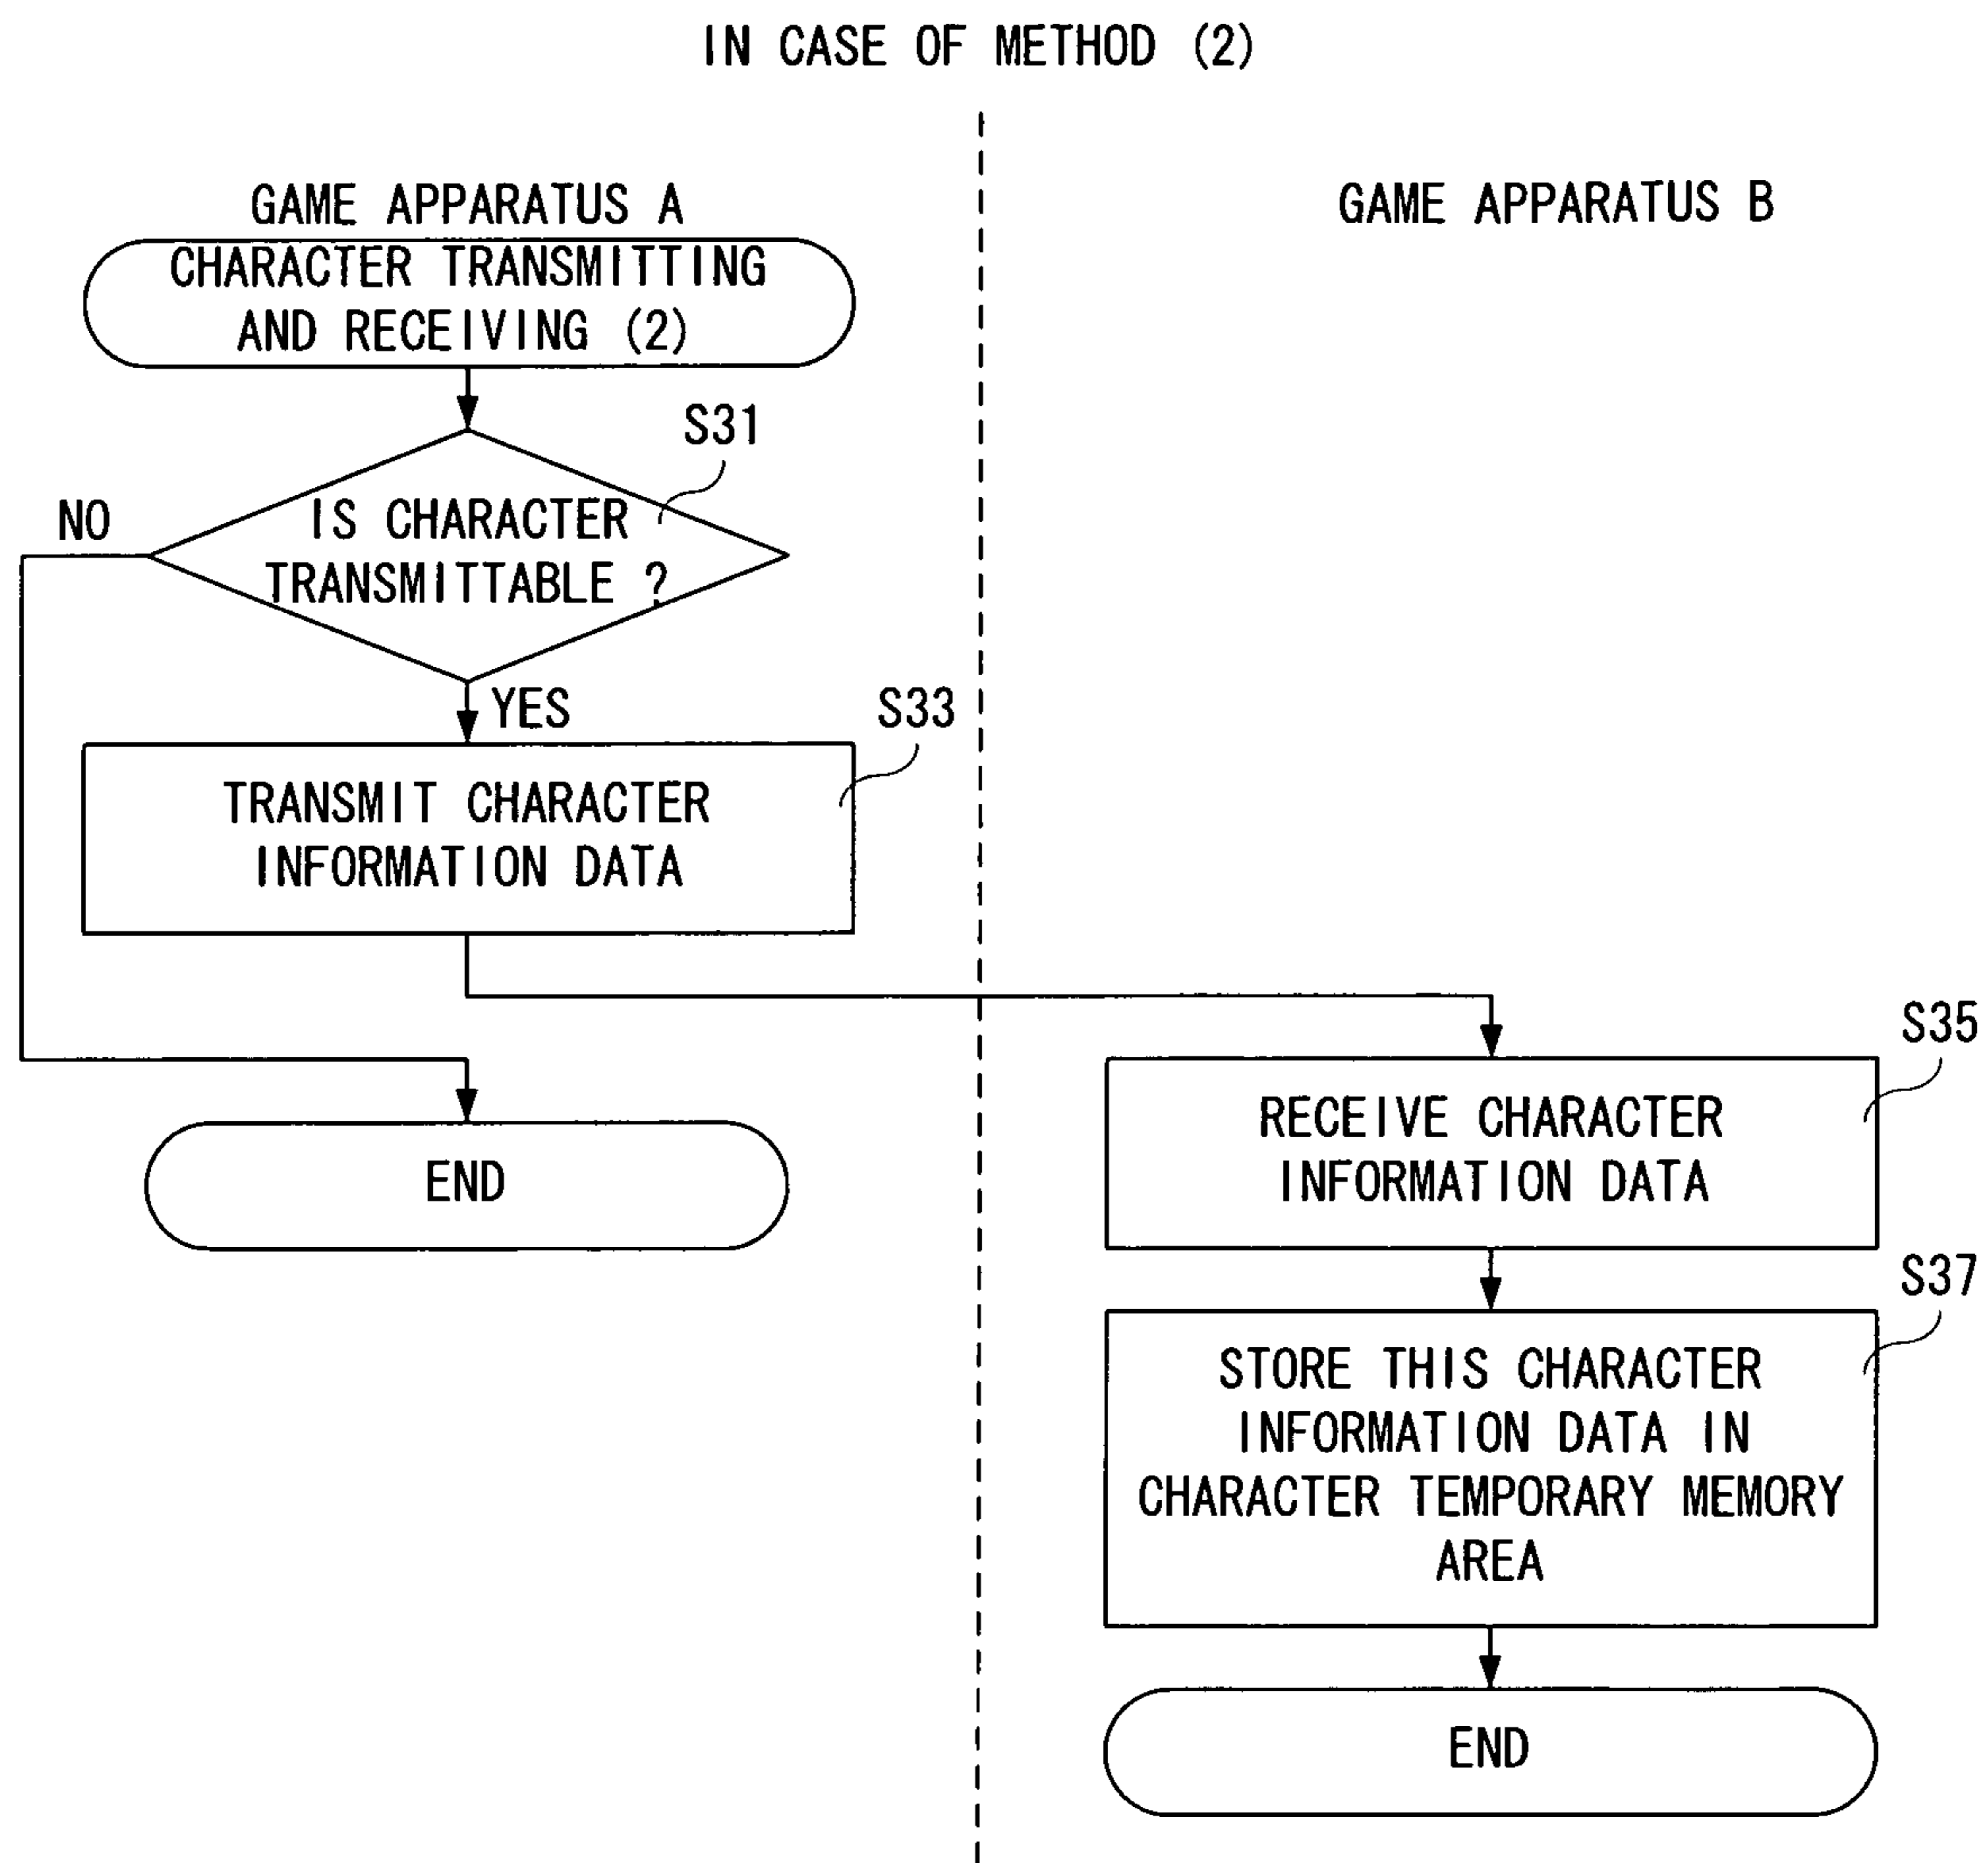 IN CASE OF METHOD (2)
GAME APPARATUS A
CHARACTER TRANSMITTING
AND RECEIVING (2)
S31
IS CHARACTER
TRANSMITTABLE ?
NO
YES
S33
TRANSMIT CHARACTER
INFORMATION DATA
END
GAME APPARATUS B
S35
RECEIVE CHARACTER
INFORMATION DATA
S37
STORE THIS CHARACTER
INFORMATION DATA IN
CHARACTER TEMPORARY MEMORY
AREA
END